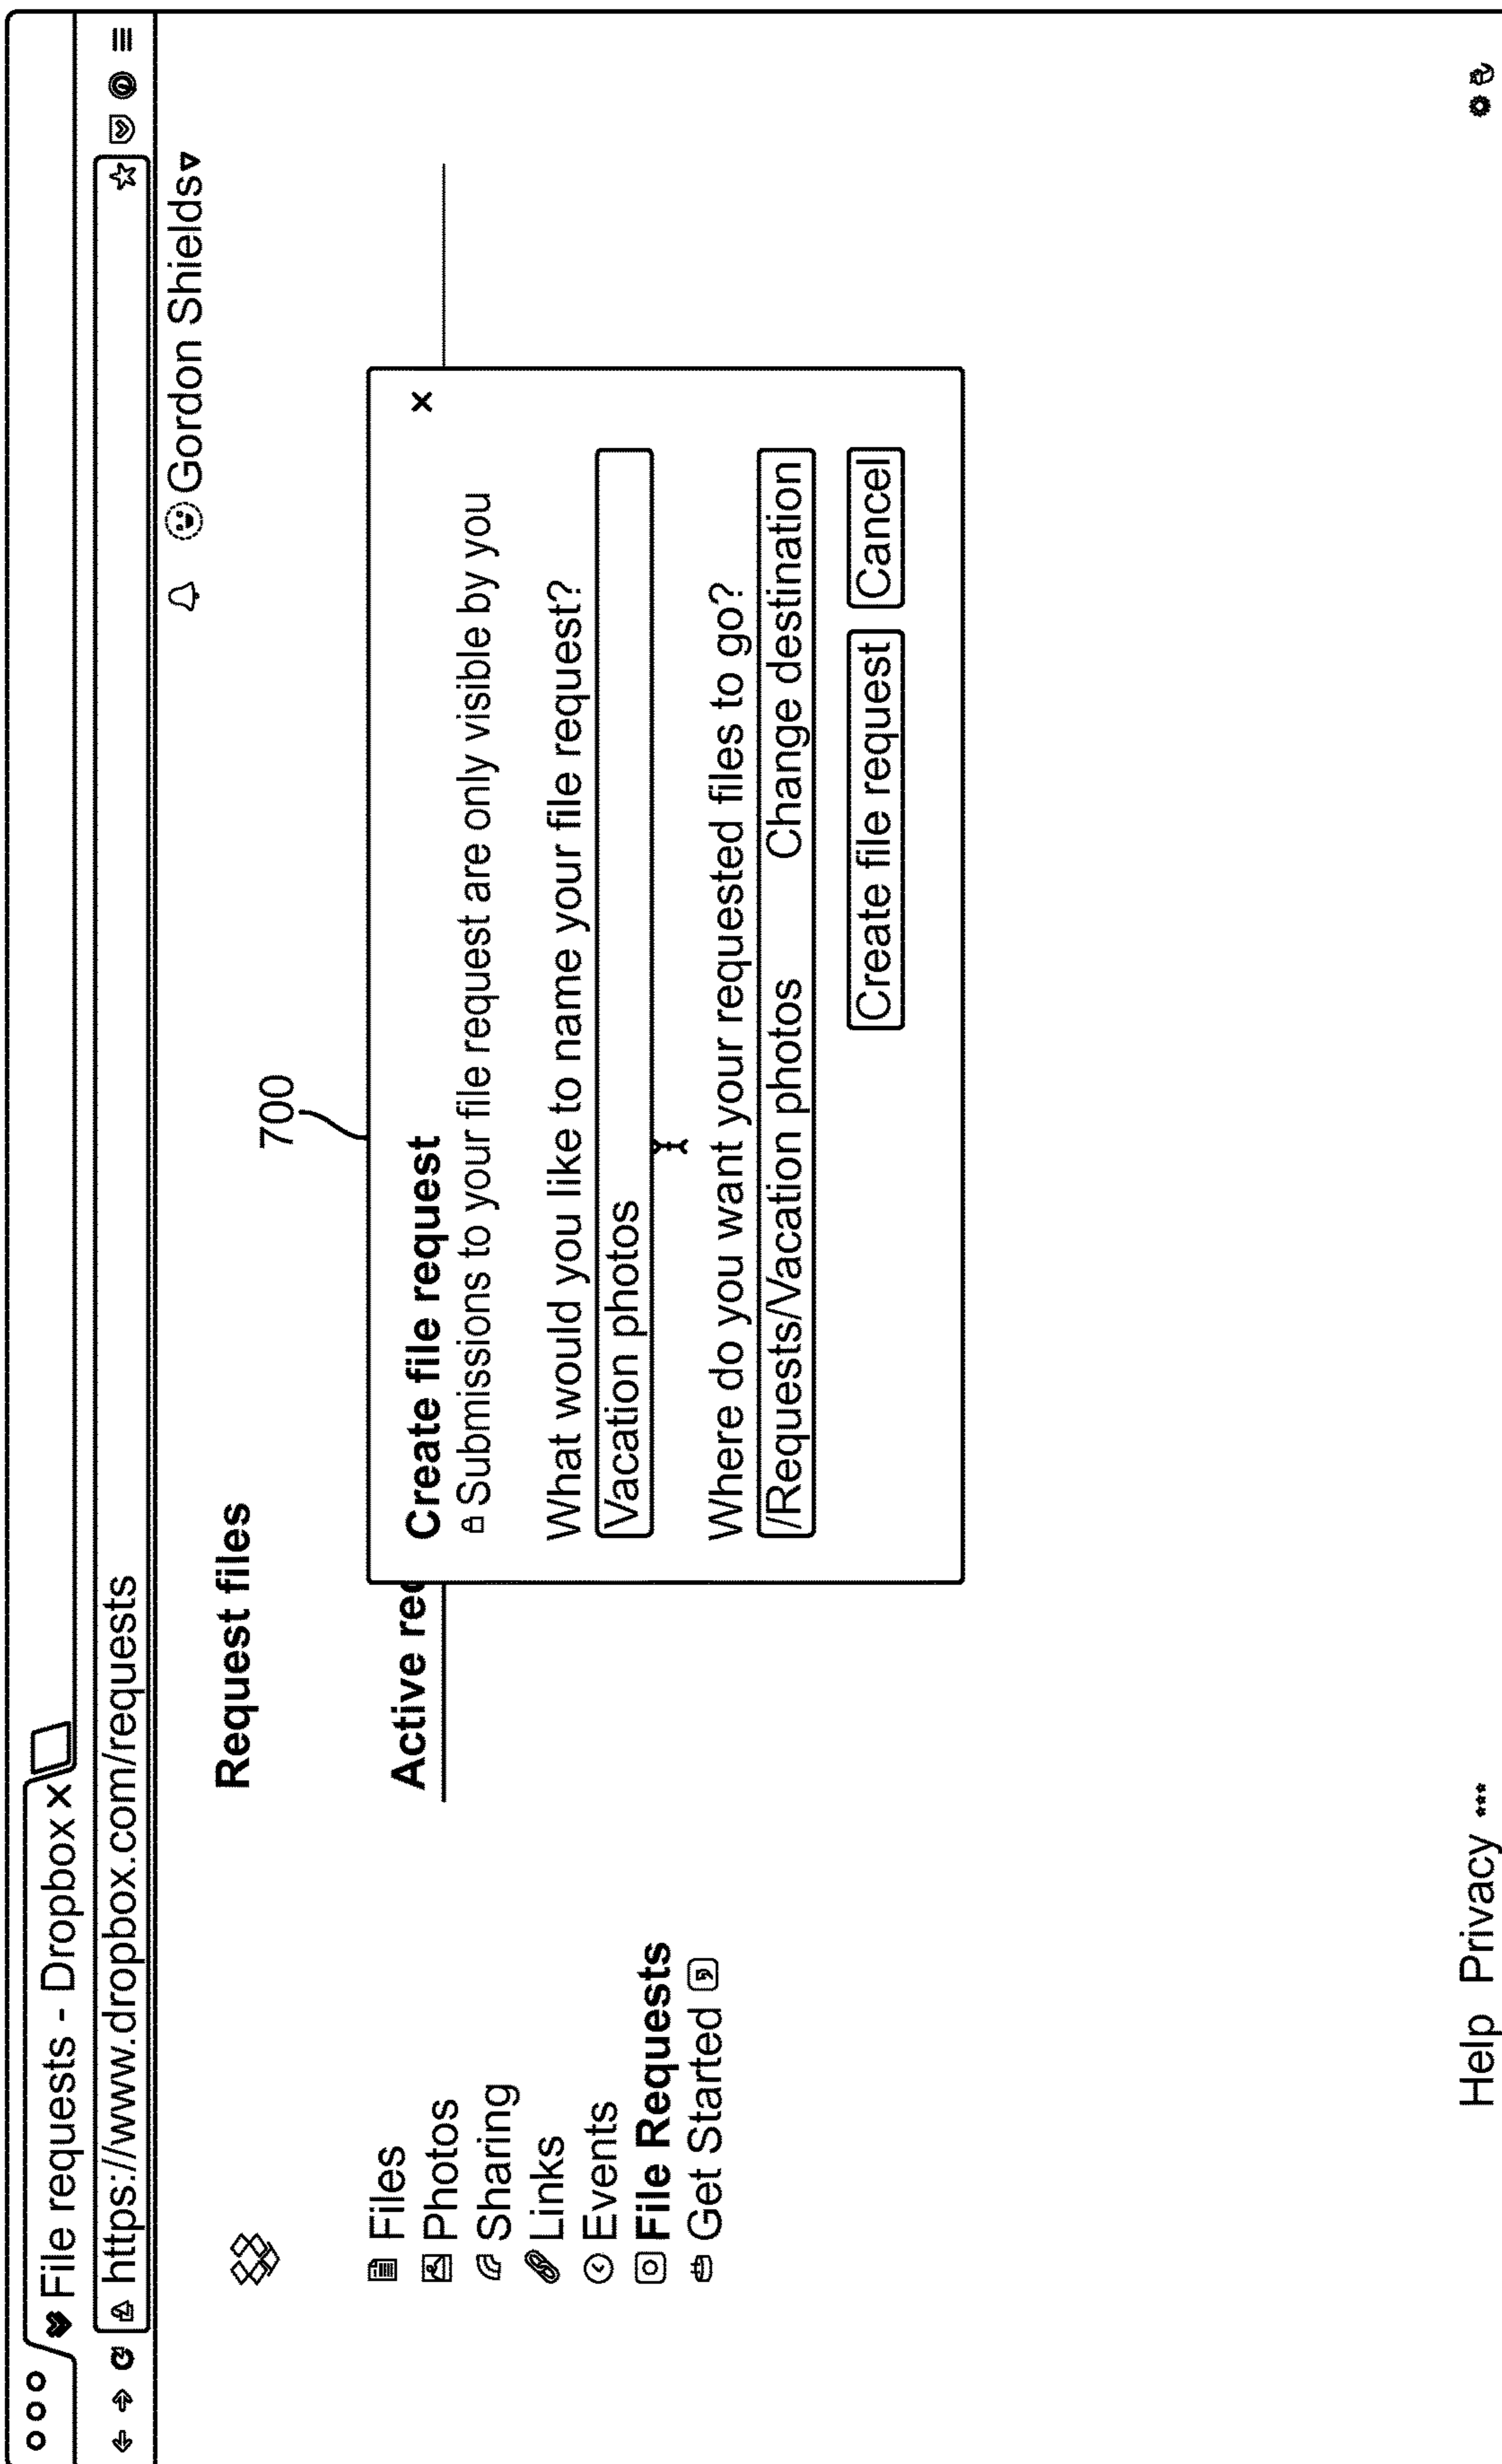 File requests - Dropbox x
https://www.dropbox.com/requests
Gordon Shields
Request files
700
Files
Photos
Sharing
Links
Events
File Requests
Get Started
Active rec
Create file request
x
Submissions to your file request are only visible by you
What would you like to name your file request?
Vacation photos
Where do you want your requested files to go?
/Requests/Vacation photos Change destination
Create file request Cancel
Help Privacy ***